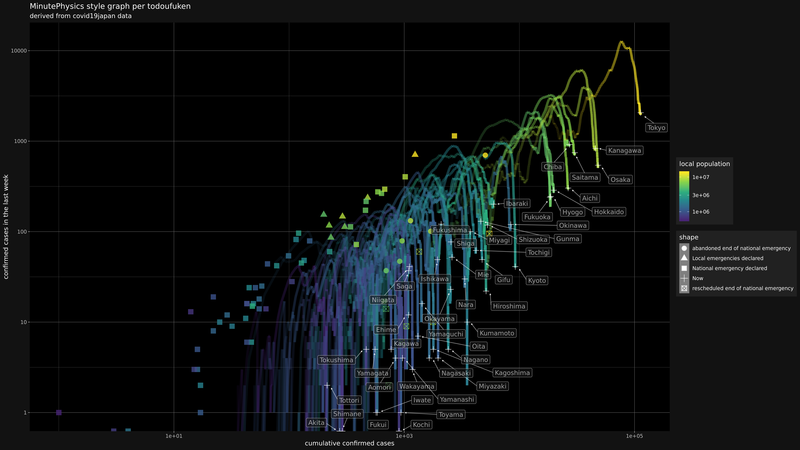 MinutePhysics style graph per todoufuken
derived from covid19japan data
confirmed cases in the last week
10000
1000
100
10
1
1e+01
1e+03
1e+05
cumulative confirmed cases
Tokyo
Kanagawa
Chiba
Saitama
Osaka
Aichi
Ibaraki
Hyogo
Hokkaido
Fukuoka
Okinawa
Fukushima
Miyagi
Shizuoka
Gunma
Shiga
Tochigi
Mie
Ishikawa
Gifu
Kyoto
Saga
Niigata
Nara
Hiroshima
Okayama
Ehime
Yamaguchi
Kumamoto
Kagawa
Oita
Tokushima
Nagano
Yamagata
Nagasaki
Kagoshima
Aomori
Wakayama
Miyazaki
Tottori
Iwate
Yamanashi
Shimane
Toyama
Akita
Fukui
Kochi
local population
1e+07
3e+06
1e+06
shape
abandoned end of national emergency
Local emergencies declared
National emergency declared
Now
rescheduled end of national emergency